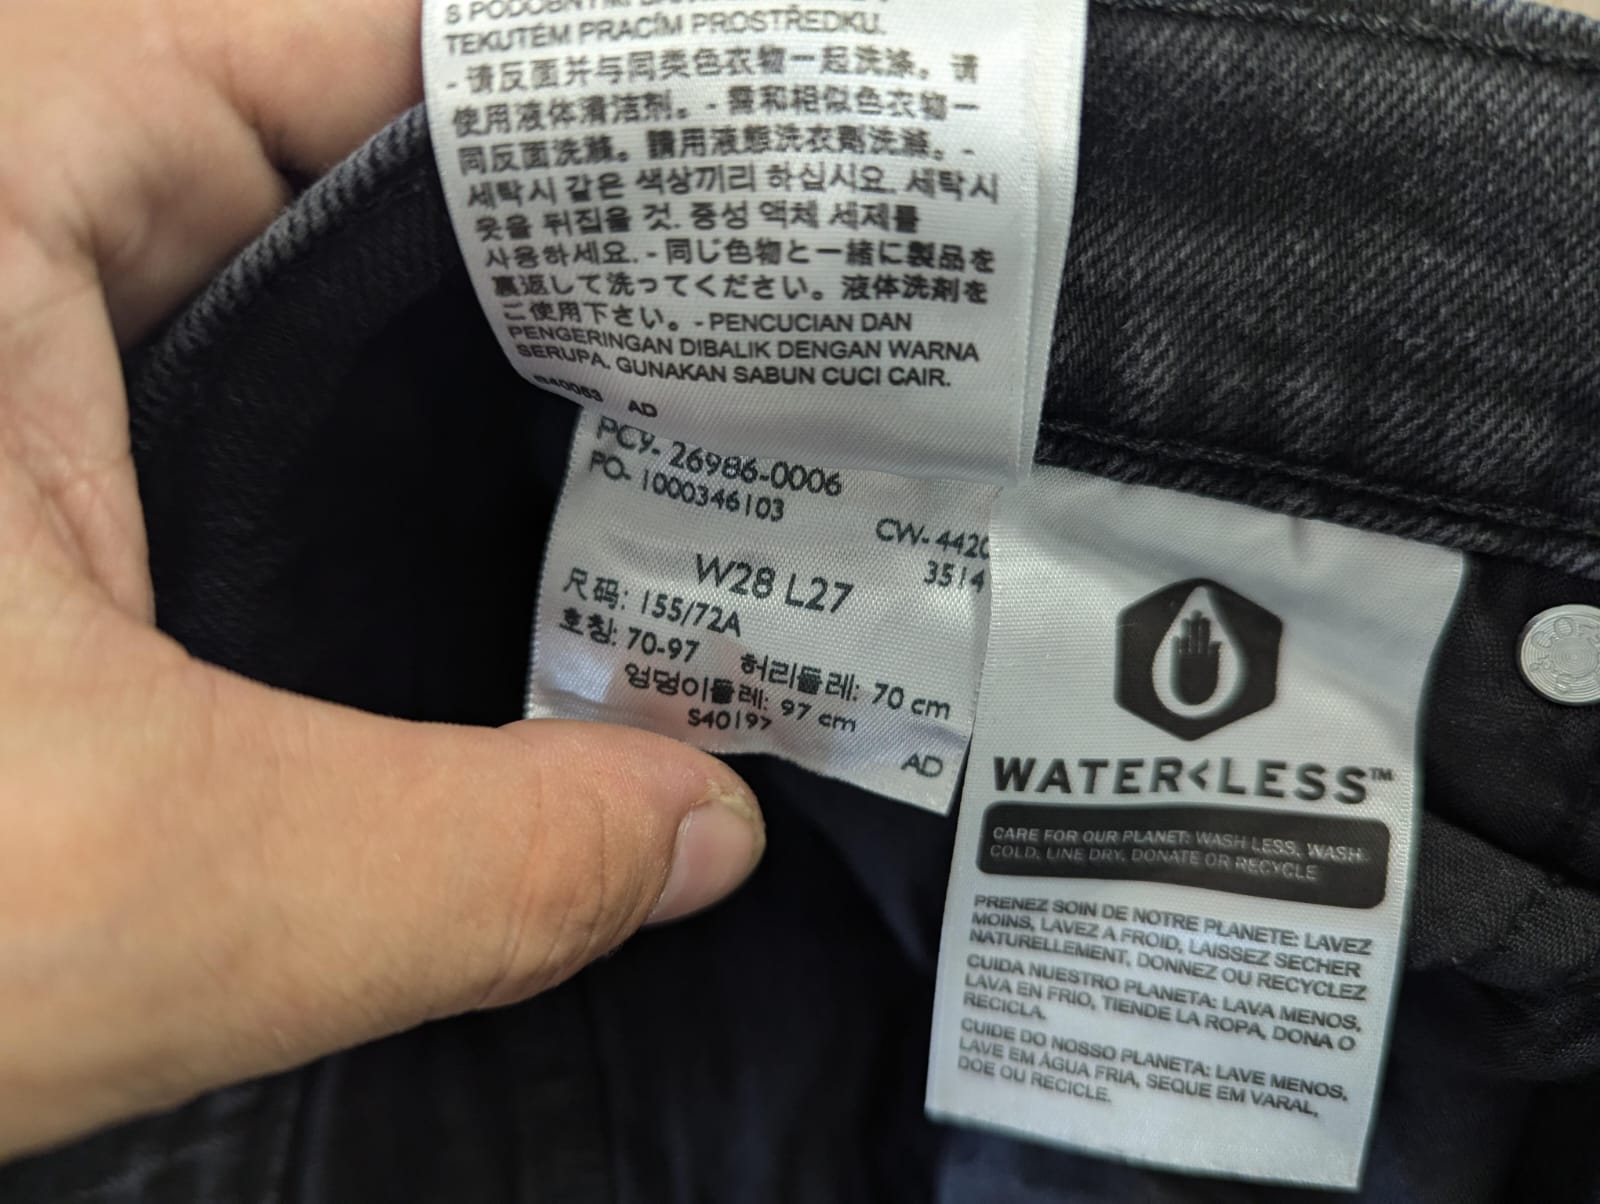 TEKUTÉM PRACÍM PROSTŘEDKU.
- 请反面并与同类色衣物一起洗涤。请
使用液体清洁剂。- 需和相似色衣物一
同反面洗滌。請用液態洗衣劑洗滌。-
세탁시 같은 색상끼리 하십시요. 세탁시
옷을 뒤집을 것. 중성 액체 세제를
사용하세요. - 同じ色物と一緒に製品を
裏返して洗ってください。液体洗剤を
ご使用下さい。- PENCUCIAN DAN
PENGERINGAN DIBALIK DENGAN WARNA
SERUPA. GUNAKAN SABUN CUCI CAIR.
AD
PC9- 26986-0006
PO- 1000346103
CW- 4420
3514
W28 L27
尺码: 155/72A
호칭: 70-97
허리둘레: 70 cm
엉덩이둘레: 97 cm
S40197
AD
WATER<LESS™
CARE FOR OUR PLANET: WASH LESS, WASH
COLD, LINE DRY, DONATE OR RECYCLE
PRENEZ SOIN DE NOTRE PLANETE: LAVEZ
MOINS, LAVEZ A FROID, LAISSEZ SECHER
NATURELLEMENT, DONNEZ OU RECYCLEZ
CUIDA NUESTRO PLANETA: LAVA MENOS,
LAVA EN FRIO, TIENDE LA ROPA, DONA O
RECICLA.
CUIDE DO NOSSO PLANETA: LAVE MENOS,
LAVE EM ÁGUA FRIA, SEQUE EM VARAL,
DOE OU RECICLE.